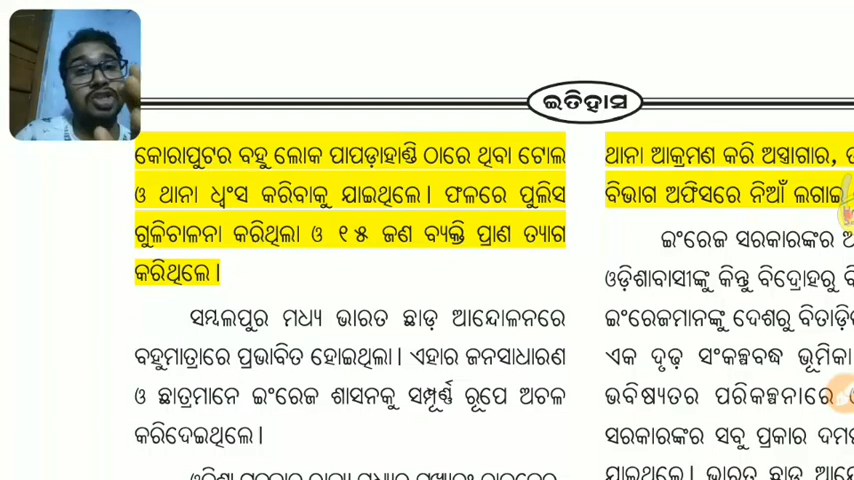 ଇତିହାସ
କୋରାପୁଟର ବହୁ ଲୋକ ପାପଡ଼ାହାଣ୍ଡି ଠାରେ ଥିବା ଟୋଲ
ଓ ଥାନା ଧ୍ୱଂସ କରିବାକୁ ଯାଇଥିଲେ। ଫଳରେ ପୁଲିସ
ଗୁଳିଚାଳନା କରିଥିଲା ଓ ୧୫ ଜଣ ବ୍ୟକ୍ତି ପ୍ରାଣ ତ୍ୟାଗ
କରିଥିଲେ।
ସମ୍ବଲପୁର ମଧ୍ୟ ଭାରତ ଛାଡ଼ ଆନ୍ଦୋଳନରେ
ବହୁମାତ୍ରାରେ ପ୍ରଭାବିତ ହୋଇଥିଲା। ଏହାର ଜନସାଧାରଣ
ଓ ଛାତ୍ରମାନେ ଇଂରେଜ ଶାସନକୁ ସମ୍ପୂର୍ଣ୍ଣ ରୂପେ ଅଚଳ
କରିଦେଇଥିଲେ।
ଥାନା ଆକ୍ରମଣ କରି ଅସ୍ତ୍ରାଗାର,
ବିଭାଗ ଅଫିସରେ ନିଆଁ ଲଗାଇ
ଇଂରେଜ ସରକାରଙ୍କର
ଓଡ଼ିଶାବାସୀଙ୍କୁ କିନ୍ତୁ ବିଦ୍ରୋହରୁ
ଇଂରେଜମାନଙ୍କୁ ଦେଶରୁ
ଏକ ଦୃଢ଼ ସଂକଳ୍ପବଦ୍ଧ ଭୂମିକା
ଭବିଷ୍ୟତର ପରିକଳ୍ପନାରେ
ସରକାରଙ୍କର ସବୁ ପ୍ରକାର
ଯାଇଥିଲେ। ଭାରତ ଛାଡ଼